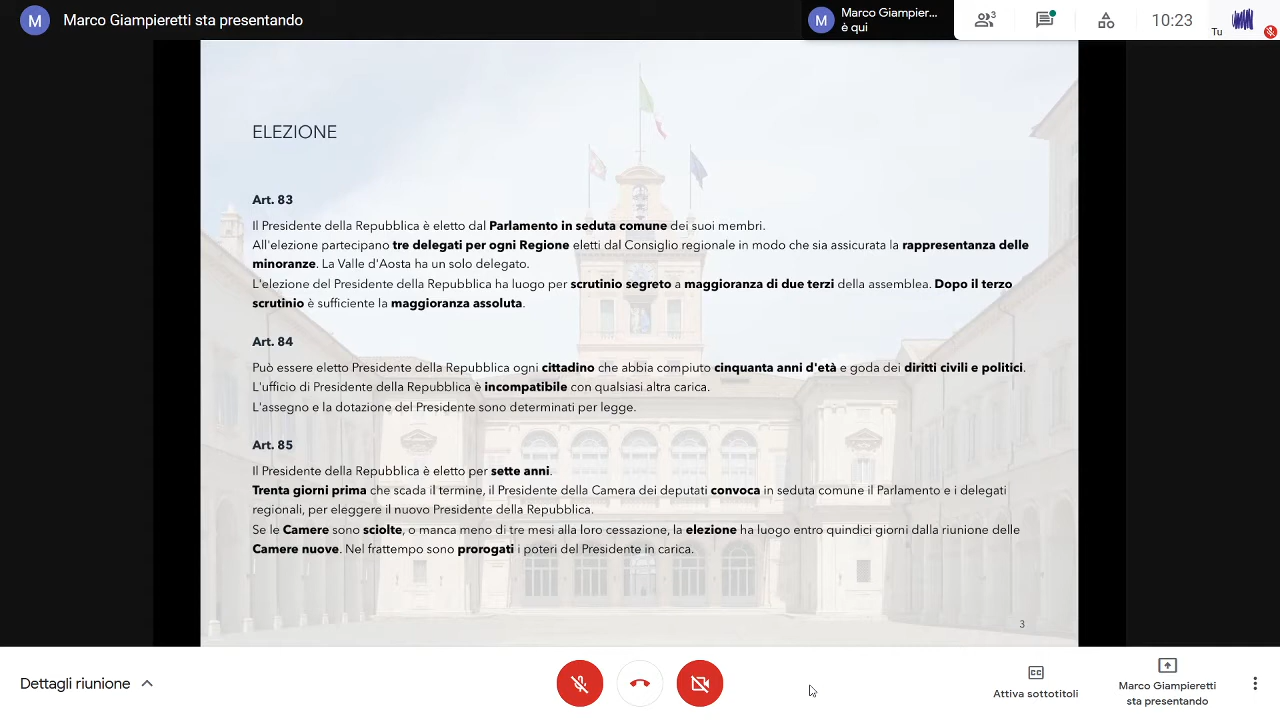 M
Marco Giampieretti sta presentando
M
Marco Giampier...
è qui
3
10:23
Tu
ELEZIONE
Art. 83
Il Presidente della Repubblica è eletto dal Parlamento in seduta comune dei suoi membri.
All'elezione partecipano tre delegati per ogni Regione eletti dal Consiglio regionale in modo che sia assicurata la rappresentanza delle
minoranze. La Valle d'Aosta ha un solo delegato.
L'elezione del Presidente della Repubblica ha luogo per scrutinio segreto a maggioranza di due terzi della assemblea. Dopo il terzo
scrutinio è sufficiente la maggioranza assoluta.
Art. 84
Può essere eletto Presidente della Repubblica ogni cittadino che abbia compiuto cinquanta anni d'età e goda dei diritti civili e politici.
L'ufficio di Presidente della Repubblica è incompatibile con qualsiasi altra carica.
L'assegno e la dotazione del Presidente sono determinati per legge.
Art. 85
Il Presidente della Repubblica è eletto per sette anni.
Trenta giorni prima che scada il termine, il Presidente della Camera dei deputati convoca in seduta comune il Parlamento e i delegati
regionali, per eleggere il nuovo Presidente della Repubblica.
Se le Camere sono sciolte, o manca meno di tre mesi alla loro cessazione, la elezione ha luogo entro quindici giorni dalla riunione delle
Camere nuove. Nel frattempo sono prorogati i poteri del Presidente in carica.
3
Dettagli riunione
CC
Attiva sottotitoli
Marco Giampieretti
sta presentando